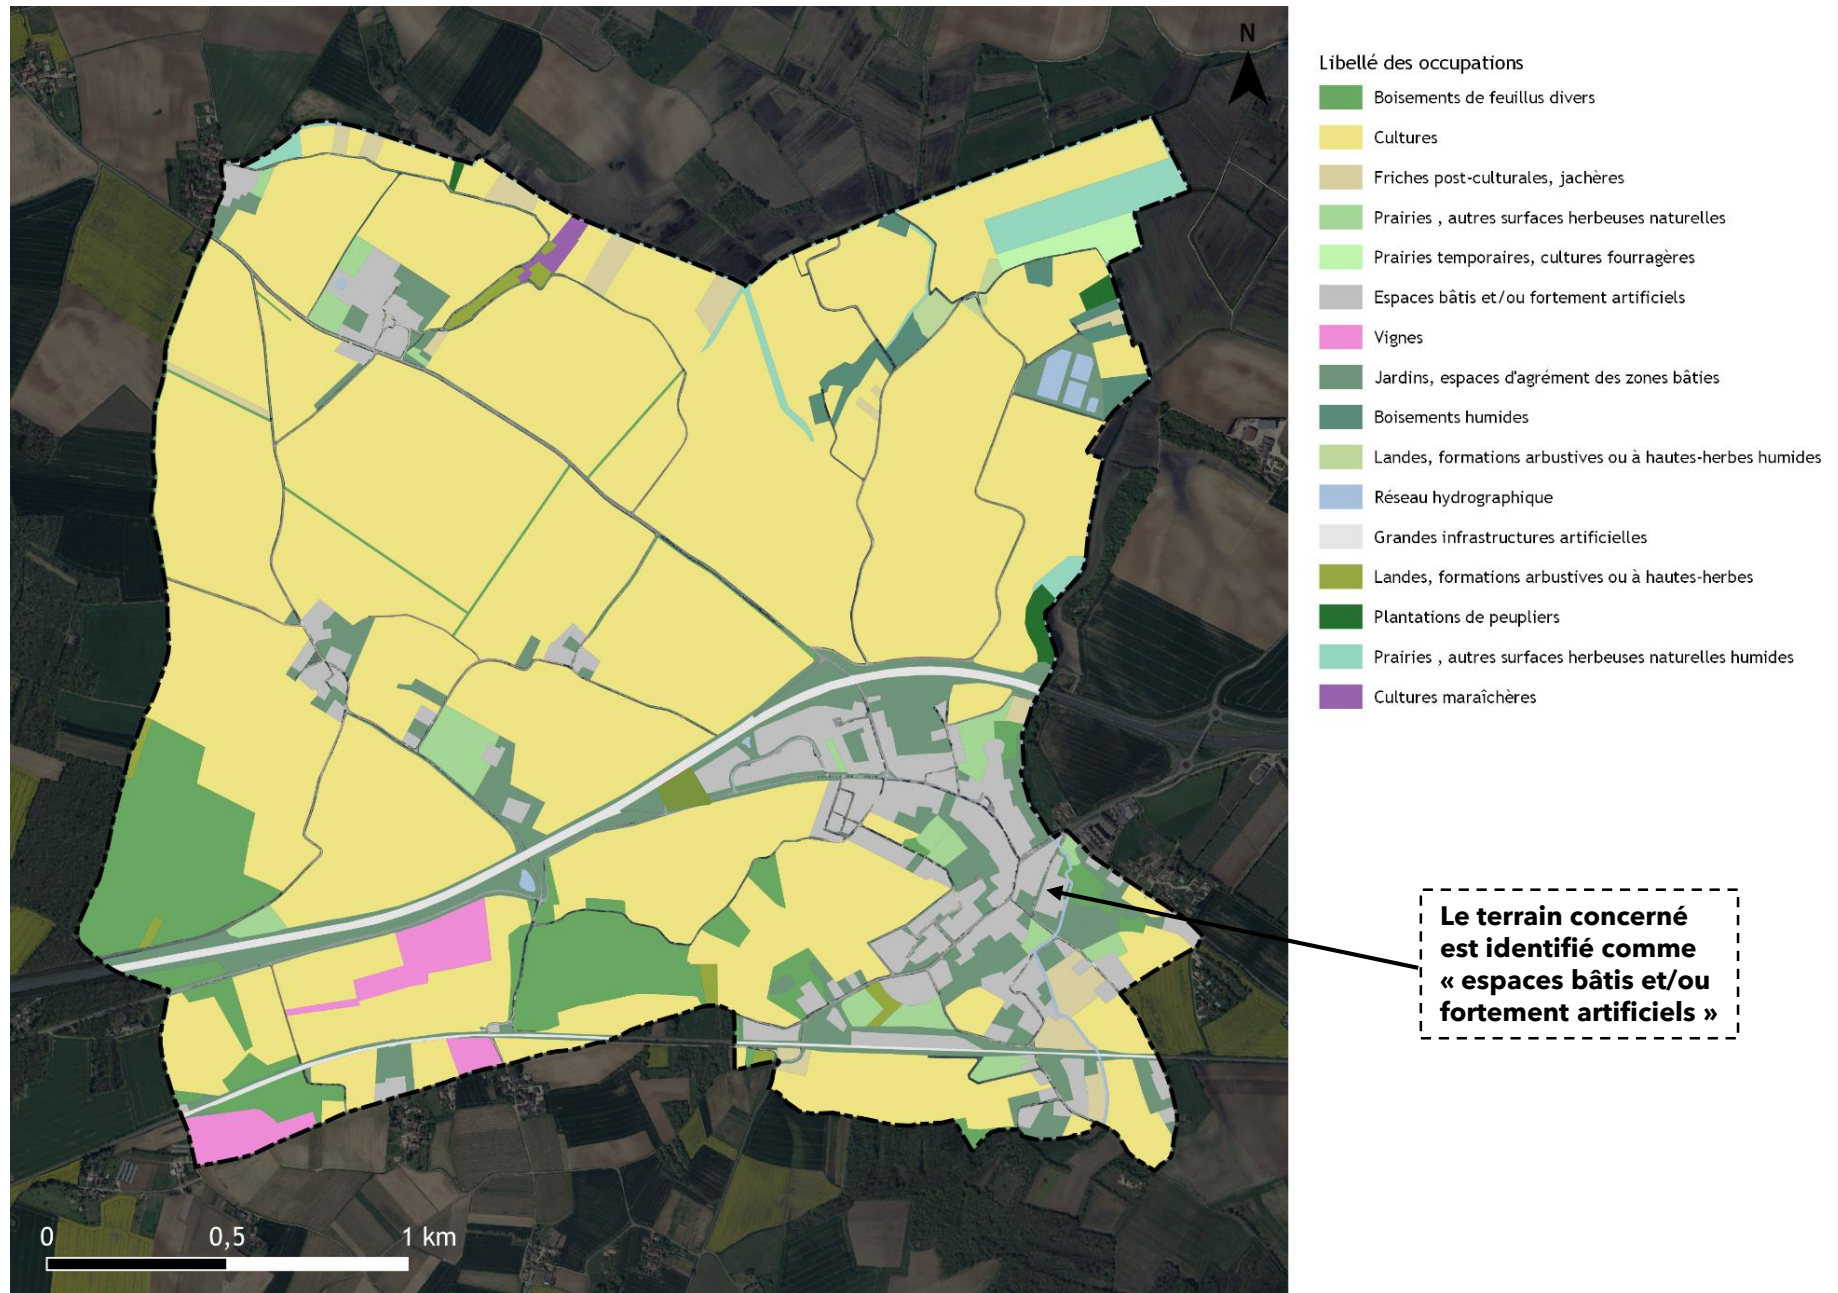 N
Libellé des occupations
Boisements de feuillus divers
Cultures
Friches post-culturales, jachères
Prairies , autres surfaces herbeuses naturelles
Prairies temporaires, cultures fourragères
Espaces bâtis et/ou fortement artificiels
Vignes
Jardins, espaces d'agrément des zones bâties
Boisements humides
Landes, formations arbustives ou à hautes-herbes humides
Réseau hydrographique
Grandes infrastructures artificielles
Landes, formations arbustives ou à hautes-herbes
Plantations de peupliers
Prairies , autres surfaces herbeuses naturelles humides
Cultures maraîchères
Le terrain concerné
est identifié comme
« espaces bâtis et/ou
fortement artificiels »
0 0,5 1 km